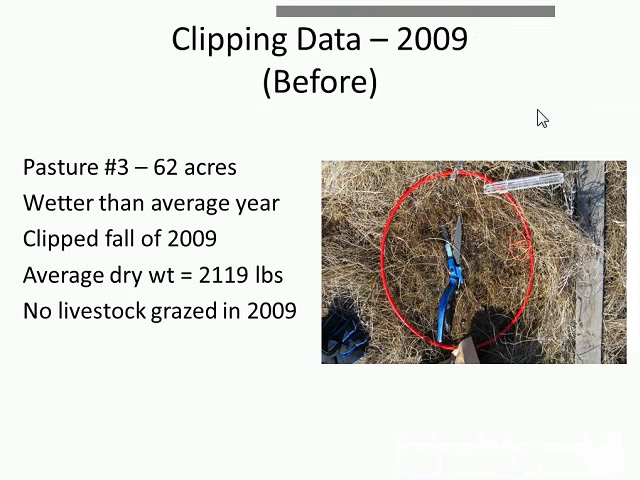 Clipping Data – 2009
(Before)
Pasture #3 – 62 acres
Wetter than average year
Clipped fall of 2009
Average dry wt = 2119 lbs
No livestock grazed in 2009